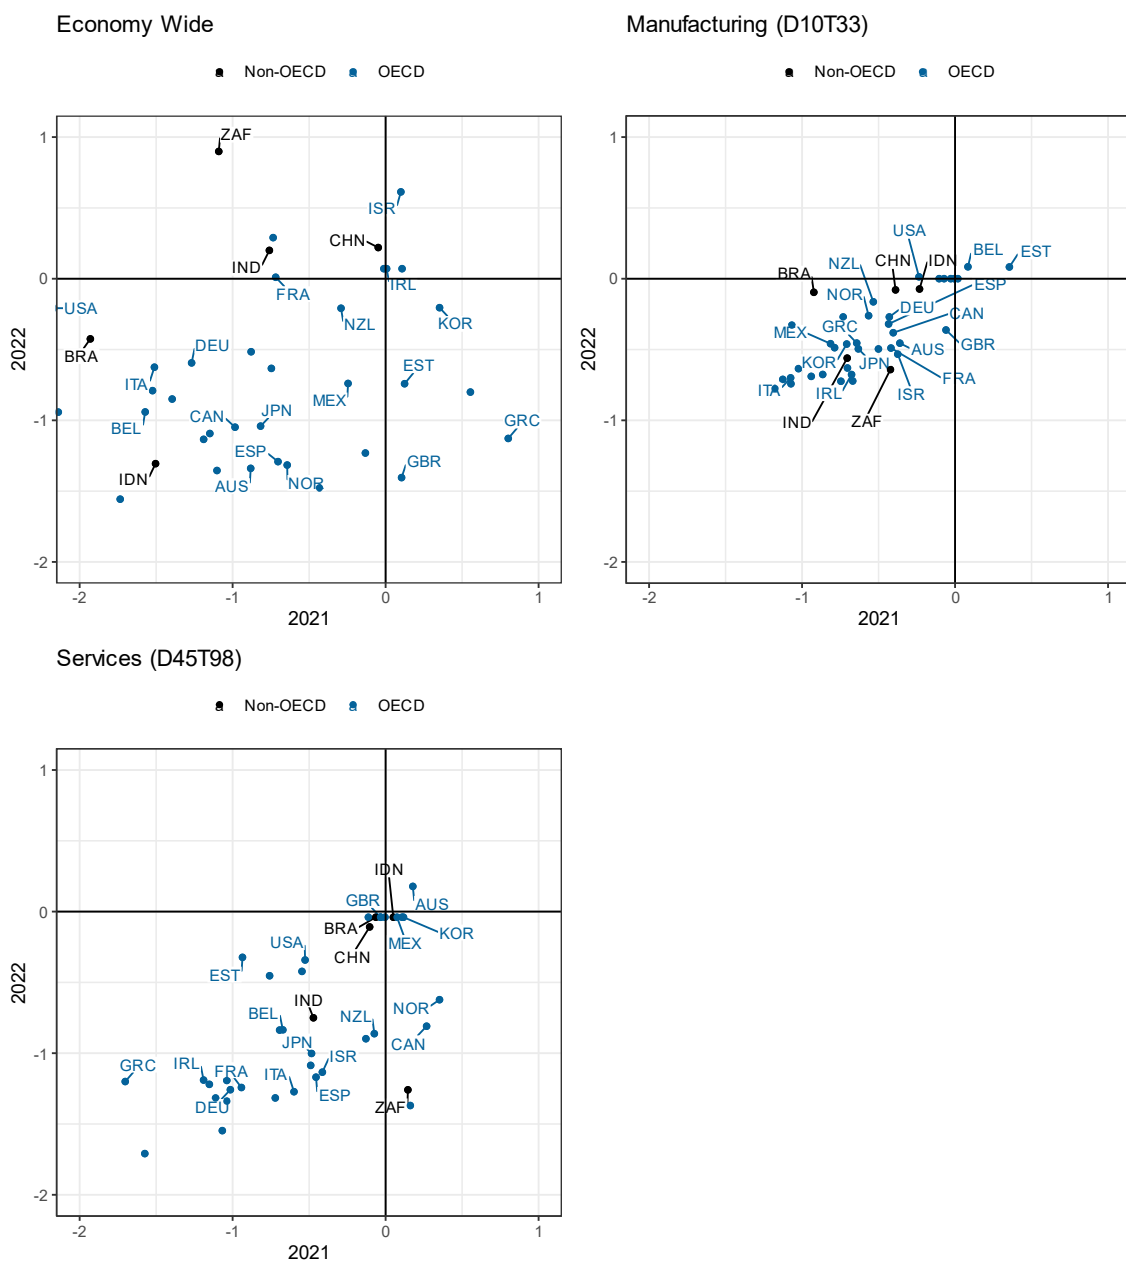 Economy Wide
Non-OECD OECD
1
0
-1
-2
2022
ZAF
ISR
CHN
IND
FRA
IRL
USA
NZL
KOR
BRA
DEU
EST
ITA
MEX
BEL
CAN
JPN
GRC
ESP
GBR
IDN
AUS
NOR
-2 -1 0 1
2021
Manufacturing (D10T33)
Non-OECD OECD
1
0
-1
-2
2022
USA
BEL
EST
NZL
CHN
IDN
BRA
ESP
NOR
DEU
CAN
MEX
GRC
AUS
GBR
KOR
JPN
FRA
ITA
IRL
ISR
IND
ZAF
-2 -1 0 1
2021
Services (D45T98)
Non-OECD OECD
1
0
-1
-2
2022
IDN
GBR
AUS
BRA
KOR
USA
MEX
CHN
EST
IND
NOR
BEL
NZL
JPN
CAN
ISR
GRC
IRL
FRA
ITA
ESP
DEU
ZAF
-2 -1 0 1
2021